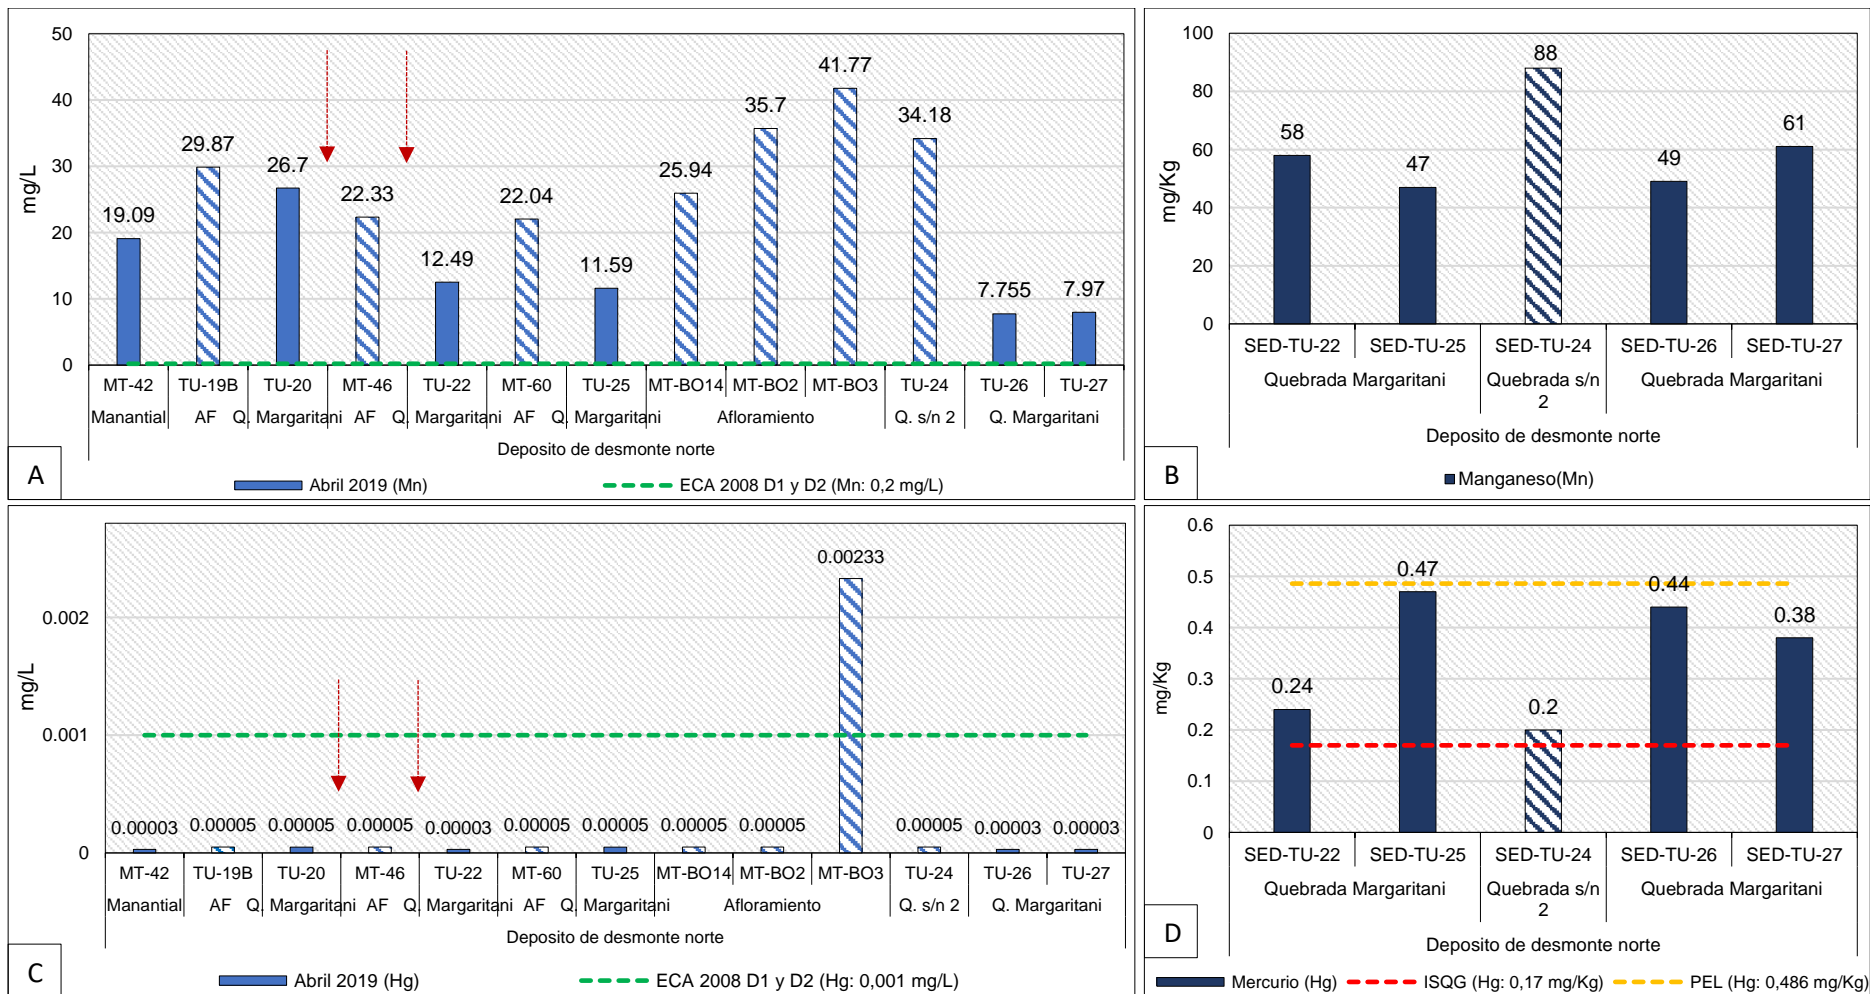 50
40
30
20
10
0
mg/L
19.09
29.87
26.7
22.33
12.49
22.04
11.59
25.94
35.7
41.77
34.18
7.755
7.97
MT-42 TU-19B TU-20 MT-46 TU-22 MT-60 TU-25 MT-BO14 MT-BO2 MT-BO3 TU-24 TU-26 TU-27
Manantial AF Q. Margaritani AF Q. Margaritani AF Q. Margaritani Afloramiento Q. s/n 2 Q. Margaritani
Deposito de desmonte norte
A
Abril 2019 (Mn) ECA 2008 D1 y D2 (Mn: 0,2 mg/L)
100
80
60
40
20
0
mg/Kg
58
47
88
49
61
SED-TU-22 SED-TU-25 SED-TU-24 SED-TU-26 SED-TU-27
Quebrada Margaritani Quebrada s/n Quebrada Margaritani
2
Deposito de desmonte norte
B
Manganeso(Mn)
0.002
0.001
0
mg/L
0.00003
0.00005
0.00005
0.00005
0.00003
0.00005
0.00005
0.00005
0.00005
0.00233
0.00005
0.00003
0.00003
MT-42 TU-19B TU-20 MT-46 TU-22 MT-60 TU-25 MT-BO14 MT-BO2 MT-BO3 TU-24 TU-26 TU-27
Manantial AF Q. Margaritani AF Q. Margaritani AF Q. Margaritani Afloramiento Q. s/n 2 Q. Margaritani
Deposito de desmonte norte
C
Abril 2019 (Hg) ECA 2008 D1 y D2 (Hg: 0,001 mg/L)
0.6
0.5
0.4
0.3
0.2
0.1
0
mg/Kg
0.24
0.47
0.2
0.44
0.38
SED-TU-22 SED-TU-25 SED-TU-24 SED-TU-26 SED-TU-27
Quebrada Margaritani Quebrada s/n Quebrada Margaritani
2
Deposito de desmonte norte
D
Mercurio (Hg) ISQG (Hg: 0,17 mg/Kg) PEL (Hg: 0,486 mg/Kg)